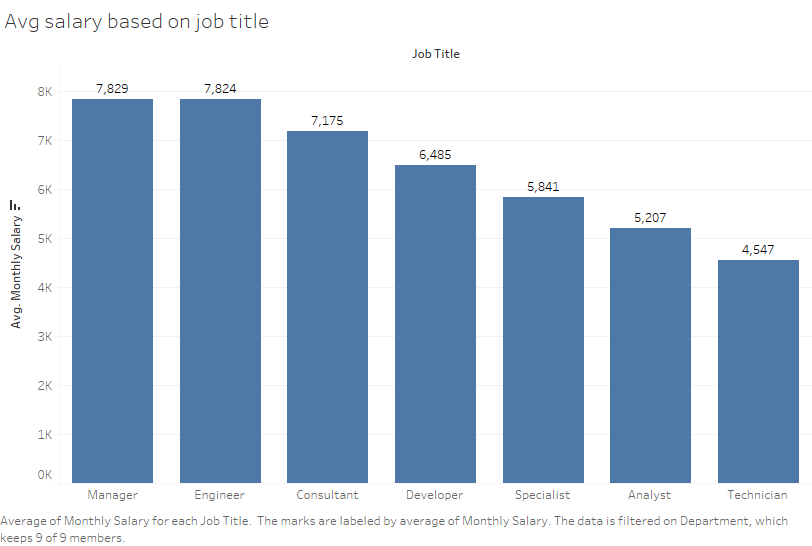 Avg salary based on job title
Job Title
Avg. Monthly Salary
8K
7K
6K
5K
4K
3K
2K
1K
0K
7,829
7,824
7,175
6,485
5,841
5,207
4,547
Manager
Engineer
Consultant
Developer
Specialist
Analyst
Technician
Average of Monthly Salary for each Job Title.  The marks are labeled by average of Monthly Salary. The data is filtered on Department, which
keeps 9 of 9 members.